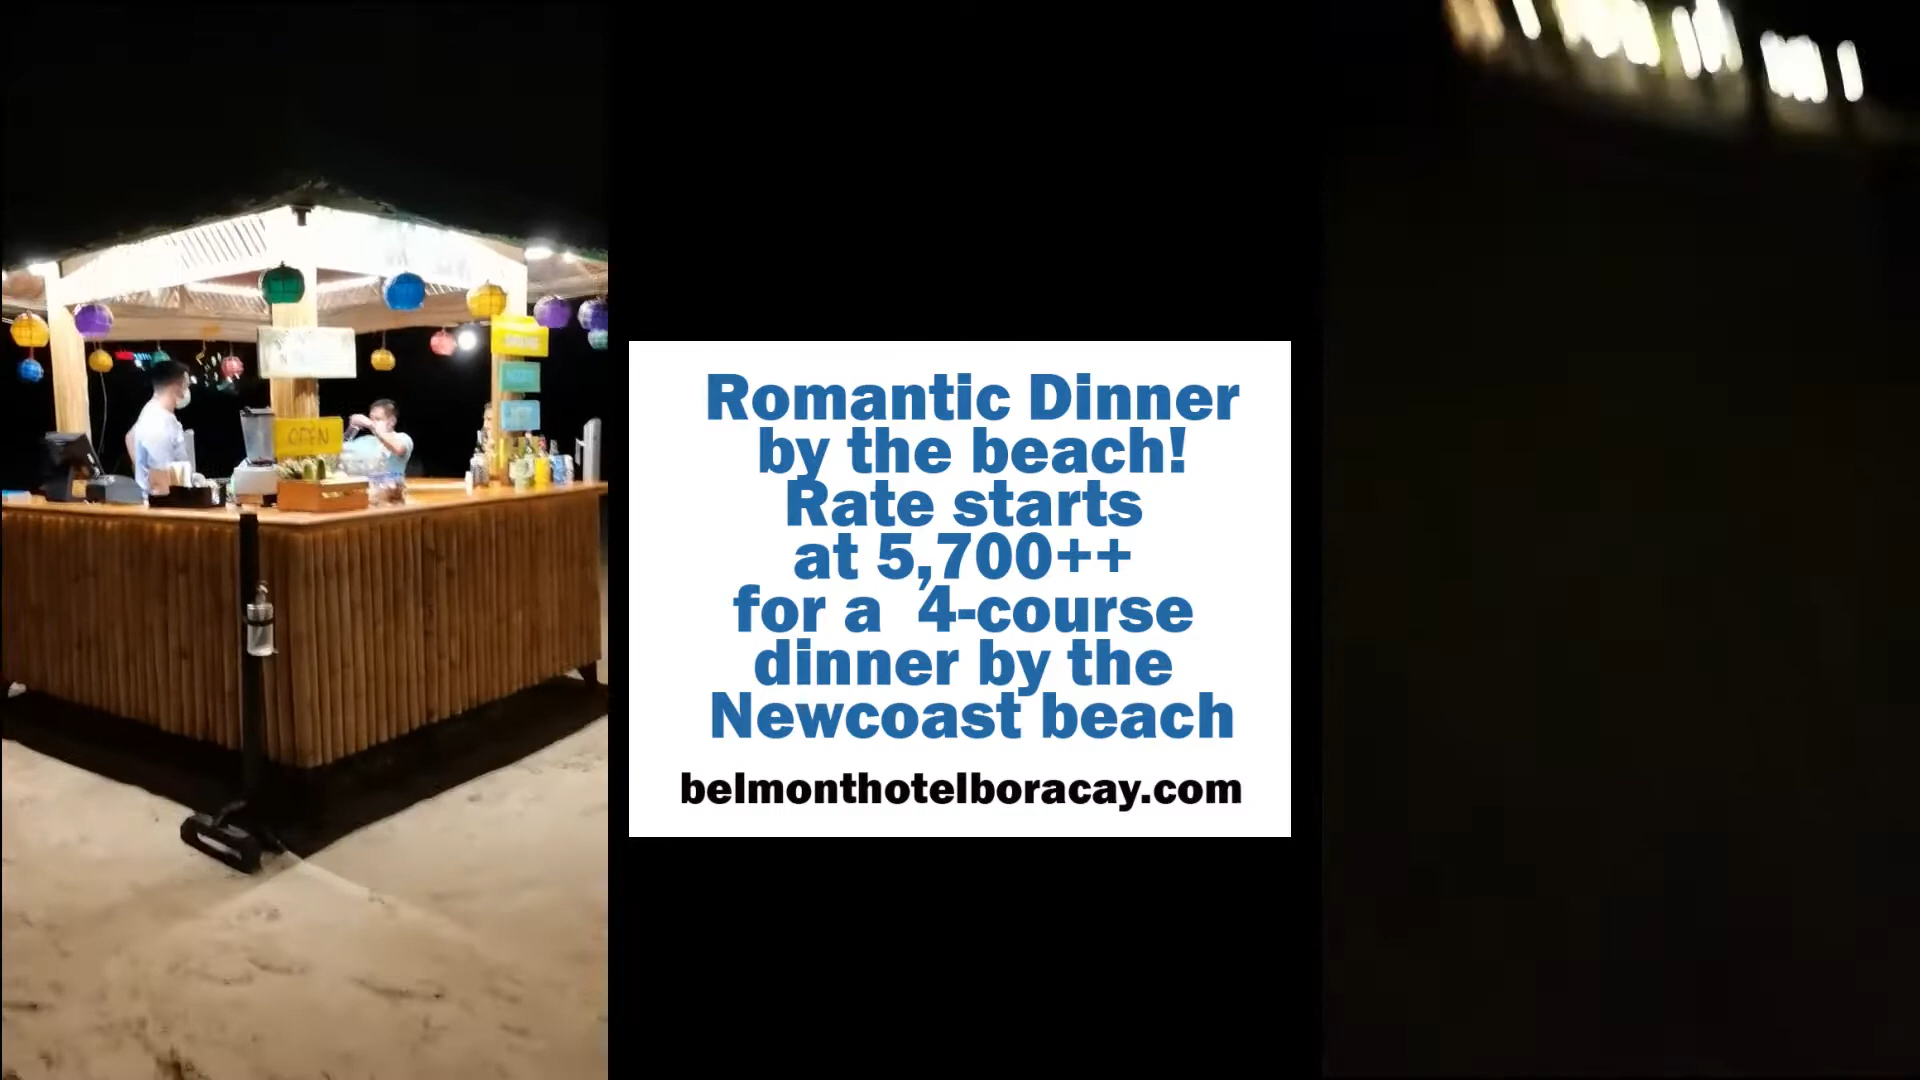 OPEN
Romantic Dinner
by the beach!
Rate starts
at 5,700++
for a 4-course
dinner by the
Newcoast beach
belmonthotelboracay.com